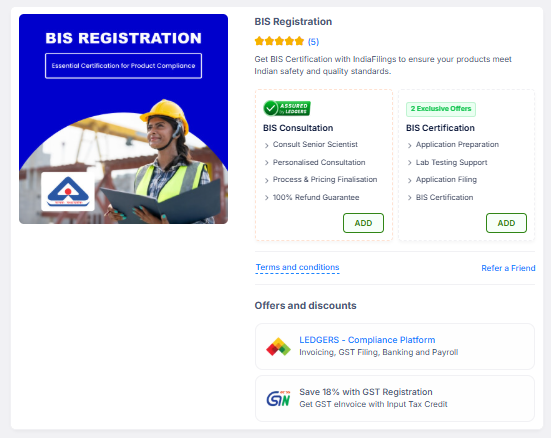 BIS REGISTRATION
Essential Certification for Product Compliance
BIS Registration
(5)
Get BIS Certification with IndiaFilings to ensure your products meet
Indian safety and quality standards.
ASSURED
by LEDGERS
BIS Consultation
Consult Senior Scientist
Personalised Consultation
Process & Pricing Finalisation
100% Refund Guarantee
ADD
2 Exclusive Offers
BIS Certification
Application Preparation
Lab Testing Support
Application Filing
BIS Certification
ADD
Terms and conditions
Refer a Friend
Offers and discounts
LEDGERS - Compliance Platform
Invoicing, GST Filing, Banking and Payroll
Save 18% with GST Registration
Get GST eInvoice with Input Tax Credit